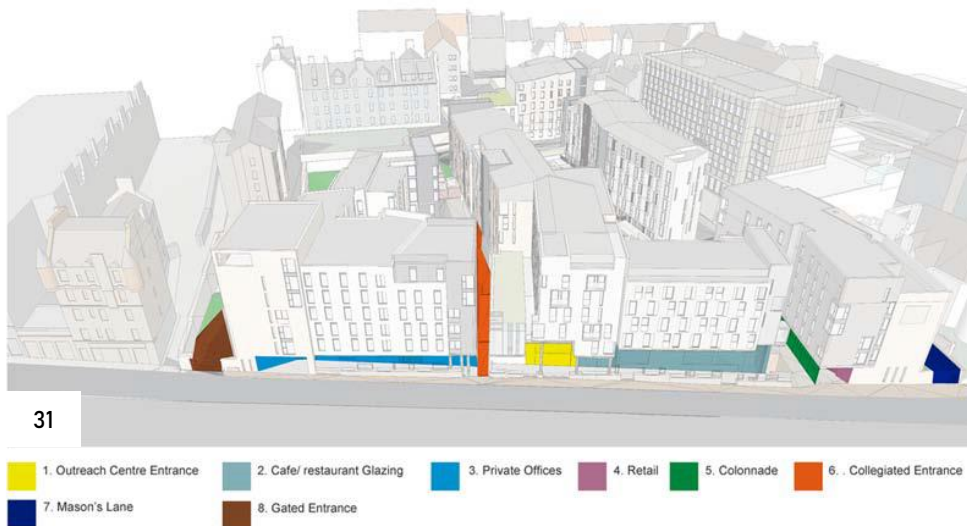 31
1. Outreach Centre Entrance
2. Cafe/ restaurant Glazing
3. Private Offices
4. Retail
5. Colonnade
6. . Collegiated Entrance
7. Mason's Lane
8. Gated Entrance